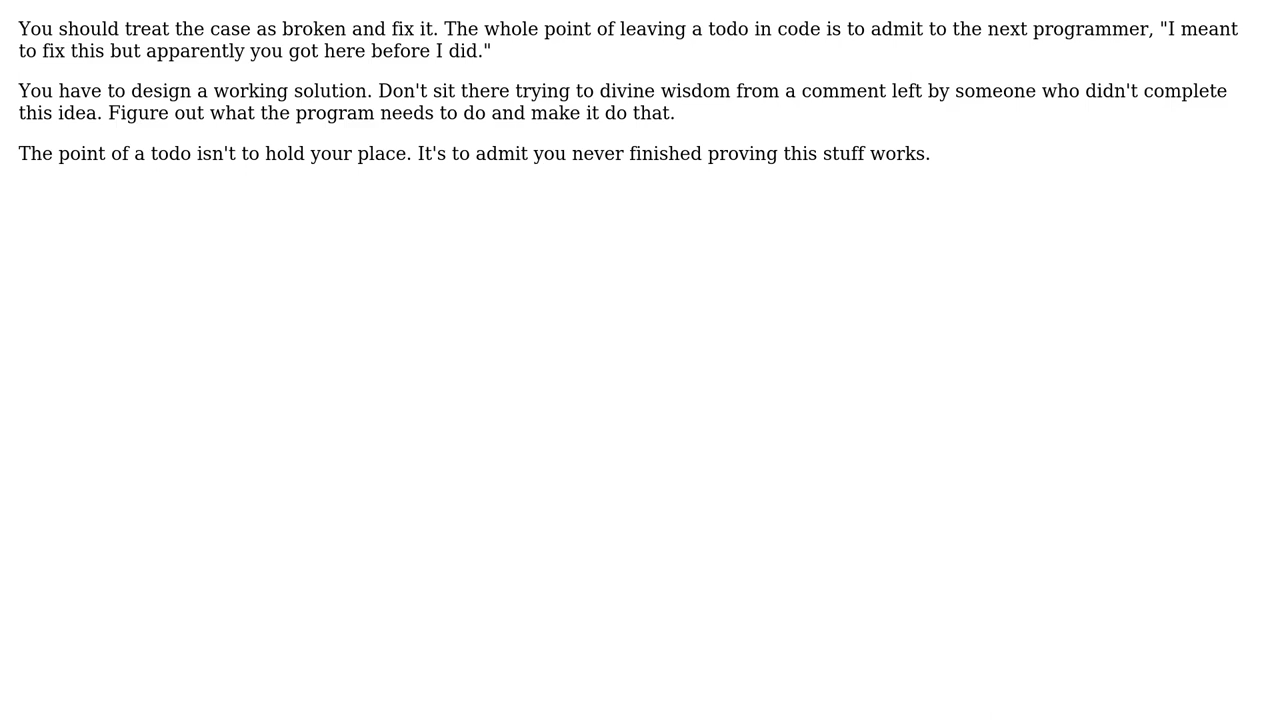 You should treat the case as broken and fix it. The whole point of leaving a todo in code is to admit to the next programmer, "I meant
to fix this but apparently you got here before I did."
You have to design a working solution. Don't sit there trying to divine wisdom from a comment left by someone who didn't complete
this idea. Figure out what the program needs to do and make it do that.
The point of a todo isn't to hold your place. It's to admit you never finished proving this stuff works.